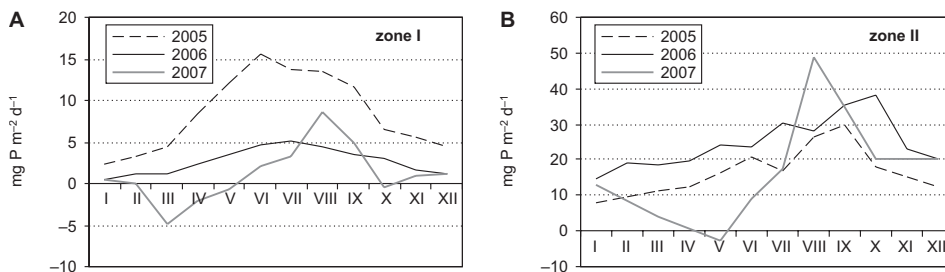 A
20
15
10
5
0
−5
−10
mg P m⁻² d⁻¹
2005
2006
2007
zone I
I II III IV V VI VII VIII IX X XI XII
B
60
50
40
30
20
10
0
−10
mg P m⁻² d⁻¹
2005
2006
2007
zone II
I II III IV V VI VII VIII IX X XI XII